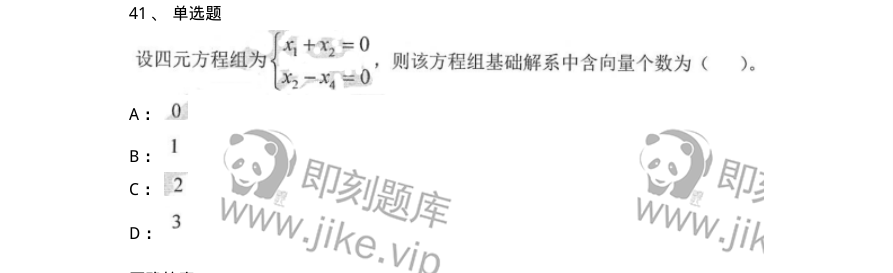 41 、 单选题
设四元方程组为{x₁ + x₂ = 0
x₂ − x₄ = 0 ，则该方程组基础解系中含向量个数为（ ）。
A： 0
B： 1
C： 2
D： 3
即刻题库
www.jike.vip
即刻
www.jik